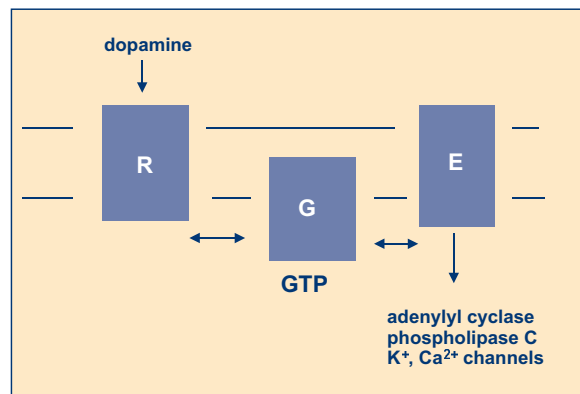 dopamine
R
E
G
GTP
adenylyl cyclase
phospholipase C
K⁺, Ca²⁺ channels